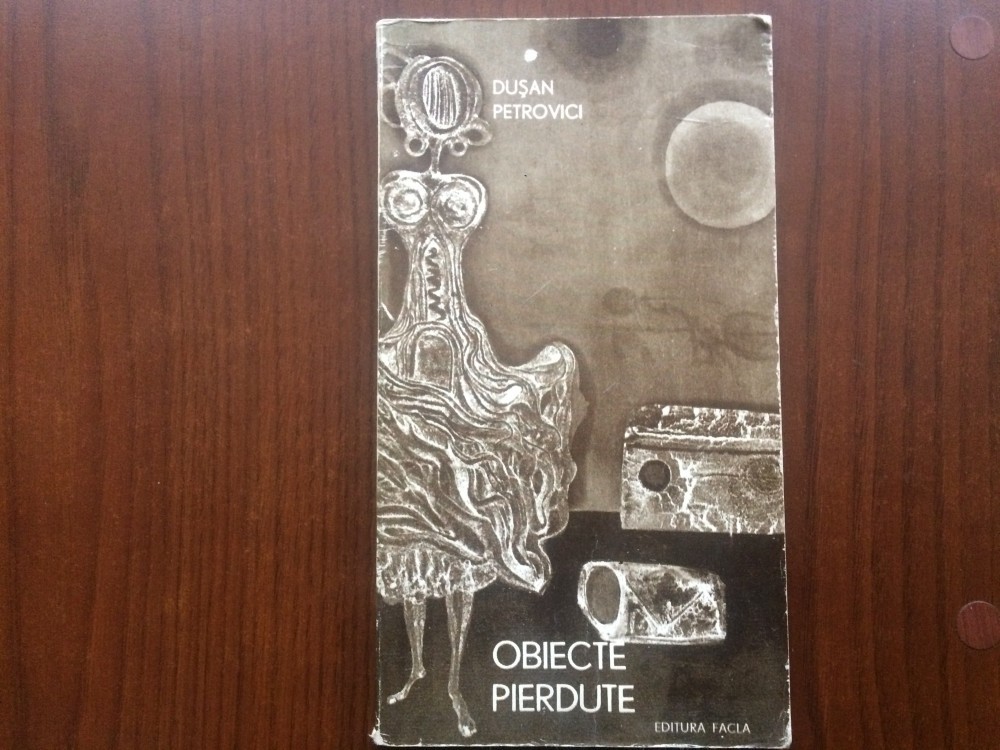 DUŞAN
PETROVICI
OBIECTE
PIERDUTE
EDITURA FACLA